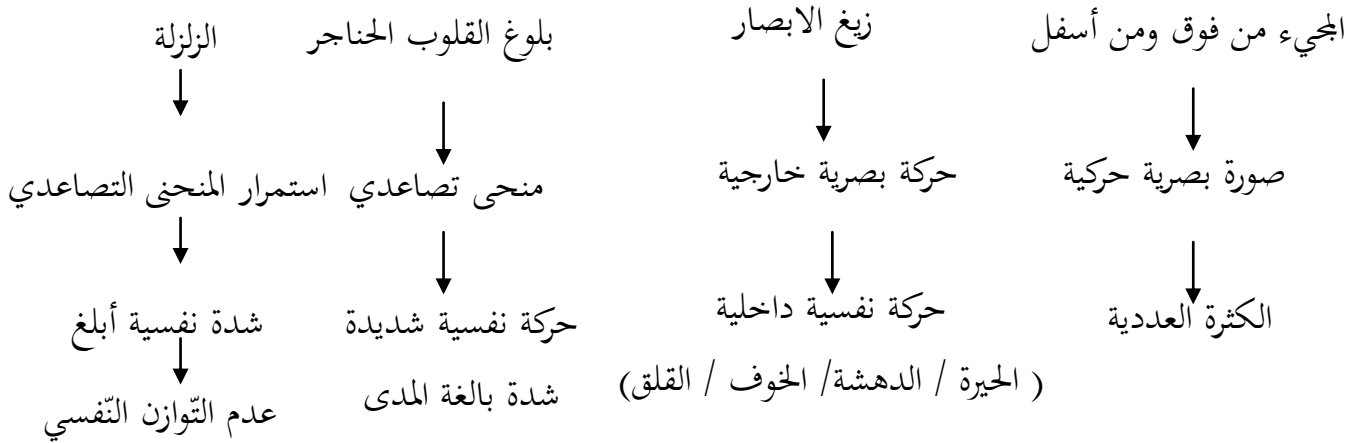 المجيء من فوق ومن أسفل
زيغ الابصار
بلوغ القلوب الحناجر
الزلزلة
صورة بصرية حركية
حركة بصرية خارجية
منحى تصاعدي
استمرار المنحنى التصاعدي
الكثرة العددية
حركة نفسية داخلية
حركة نفسية شديدة
شدة نفسية أبلغ
( الحيرة / الدهشة/ الخوف / القلق)
شدة بالغة المدى
عدم التّوازن النّفسي